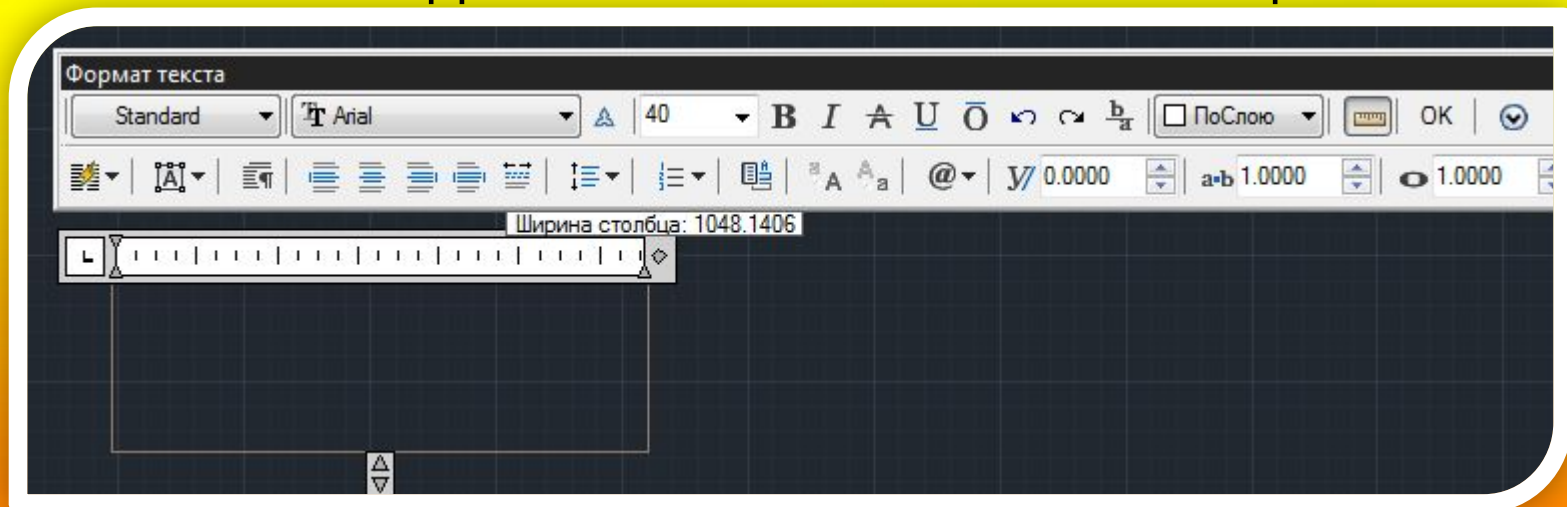 Формат текста
Standard Arial 40 B I A U O b/a ПоСлою OK
@ 0.0000 a•b 1.0000 1.0000
Ширина столбца: 1048.1406